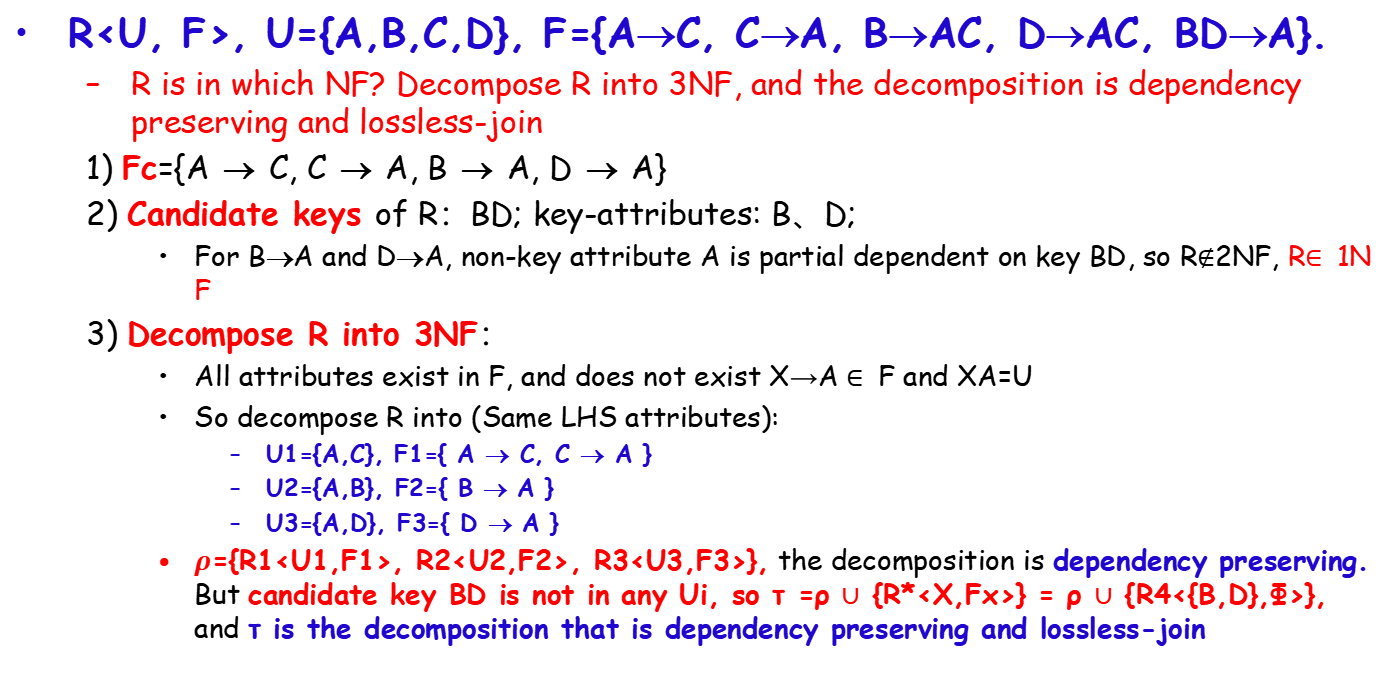 • R<U, F>, U={A,B,C,D}, F={A→C, C→A, B→AC, D→AC, BD→A}.
– R is in which NF? Decompose R into 3NF, and the decomposition is dependency
preserving and lossless-join
1) Fc={A → C, C → A, B → A, D → A}
2) Candidate keys of R: BD; key-attributes: B、D;
• For B→A and D→A, non-key attribute A is partial dependent on key BD, so R∉2NF, R∈ 1N
F
3) Decompose R into 3NF:
• All attributes exist in F, and does not exist X→A ∈ F and XA=U
• So decompose R into (Same LHS attributes):
– U1={A,C}, F1={ A → C, C → A }
– U2={A,B}, F2={ B → A }
– U3={A,D}, F3={ D → A }
• ρ={R1<U1,F1>, R2<U2,F2>, R3<U3,F3>}, the decomposition is dependency preserving.
But candidate key BD is not in any Ui, so τ =ρ ∪ {R*<X,Fx>} = ρ ∪ {R4<{B,D},Φ>},
and τ is the decomposition that is dependency preserving and lossless-join